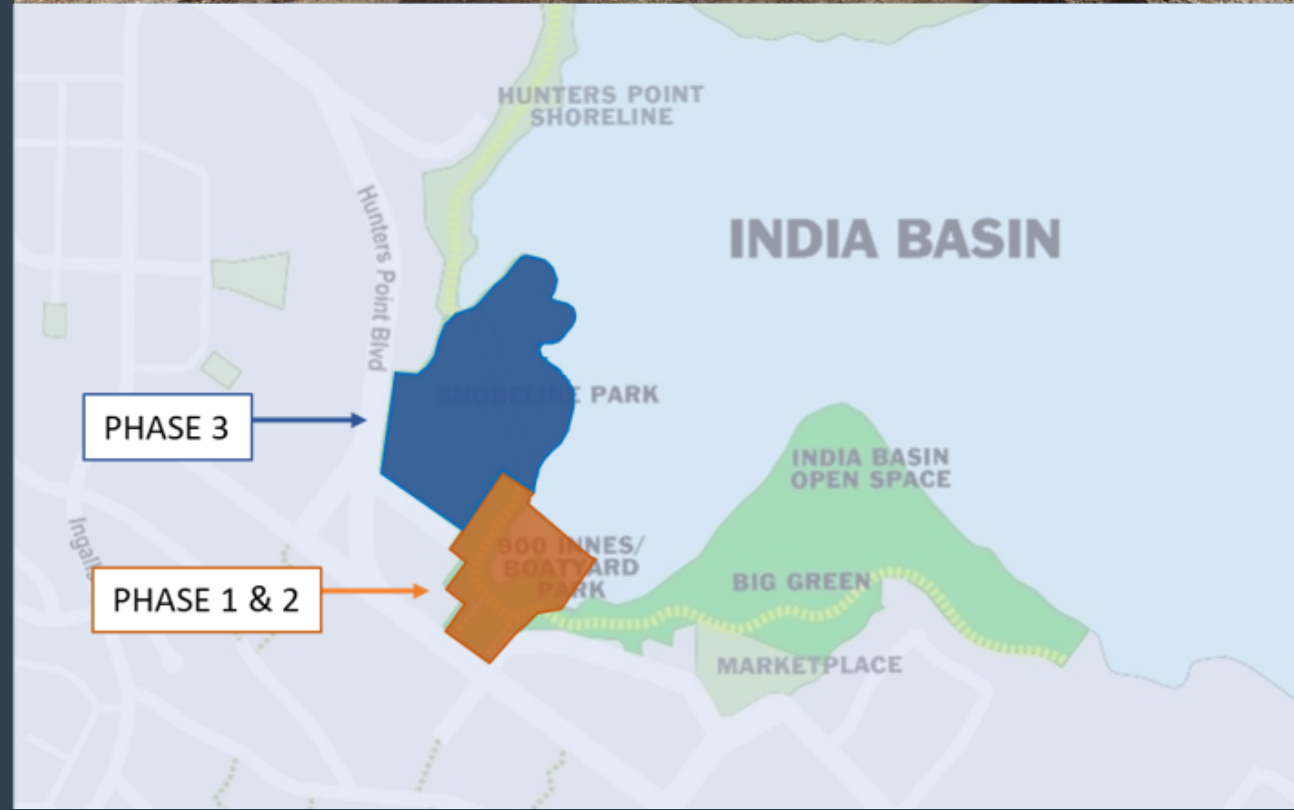 HUNTERS POINT
SHORELINE
Hunters Point Blvd
INDIA BASIN
SHORELINE PARK
PHASE 3
INDIA BASIN
OPEN SPACE
Ingalls
900 INNES/
BOATYARD
PARK
BIG GREEN
PHASE 1 & 2
MARKETPLACE